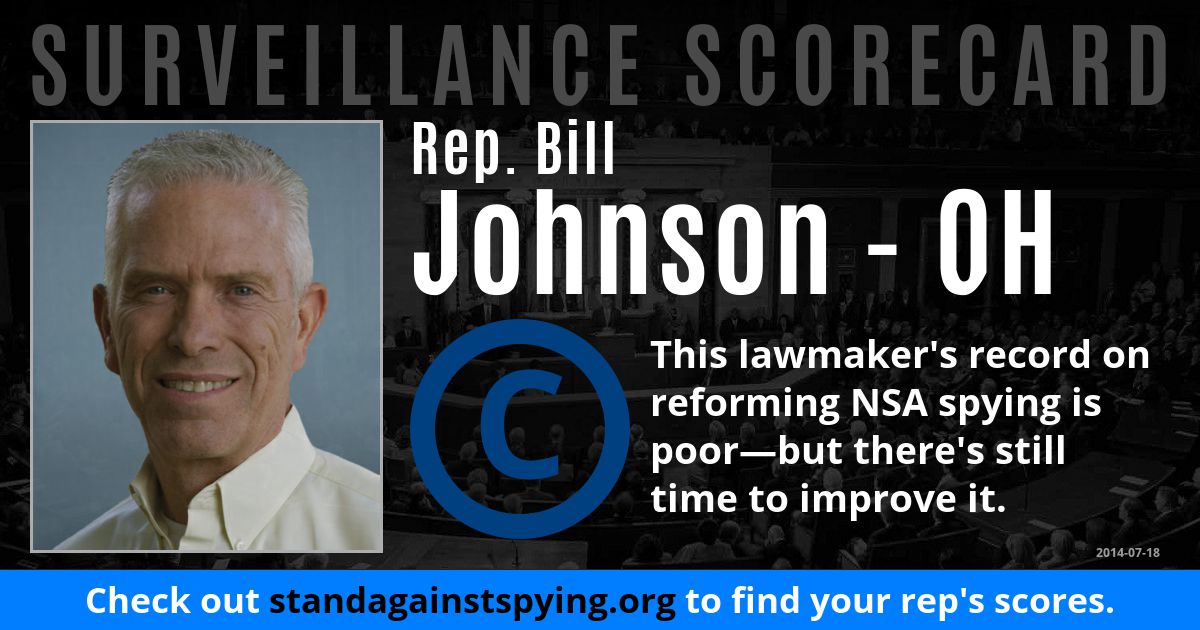 SURVEILLANCE SCORECARD
Rep. Bill
Johnson - OH
C
This lawmaker's record on
reforming NSA spying is
poor—but there's still
time to improve it.
2014-07-18
Check out standagainstspying.org to find your rep's scores.